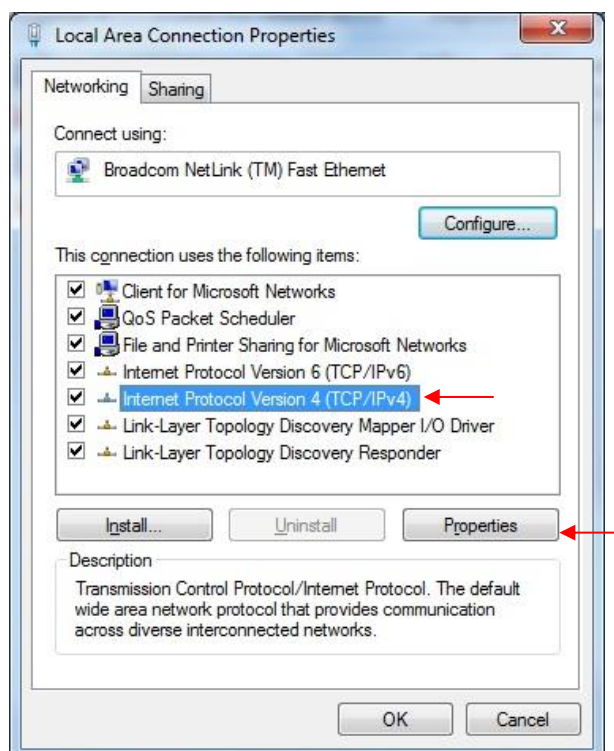 Local Area Connection Properties
Networking
Sharing
Connect using:
Broadcom NetLink (TM) Fast Ethernet
Configure...
This connection uses the following items:
Client for Microsoft Networks
QoS Packet Scheduler
File and Printer Sharing for Microsoft Networks
Internet Protocol Version 6 (TCP/IPv6)
Internet Protocol Version 4 (TCP/IPv4)
Link-Layer Topology Discovery Mapper I/O Driver
Link-Layer Topology Discovery Responder
Install...
Uninstall
Properties
Description
Transmission Control Protocol/Internet Protocol. The default
wide area network protocol that provides communication
across diverse interconnected networks.
OK
Cancel